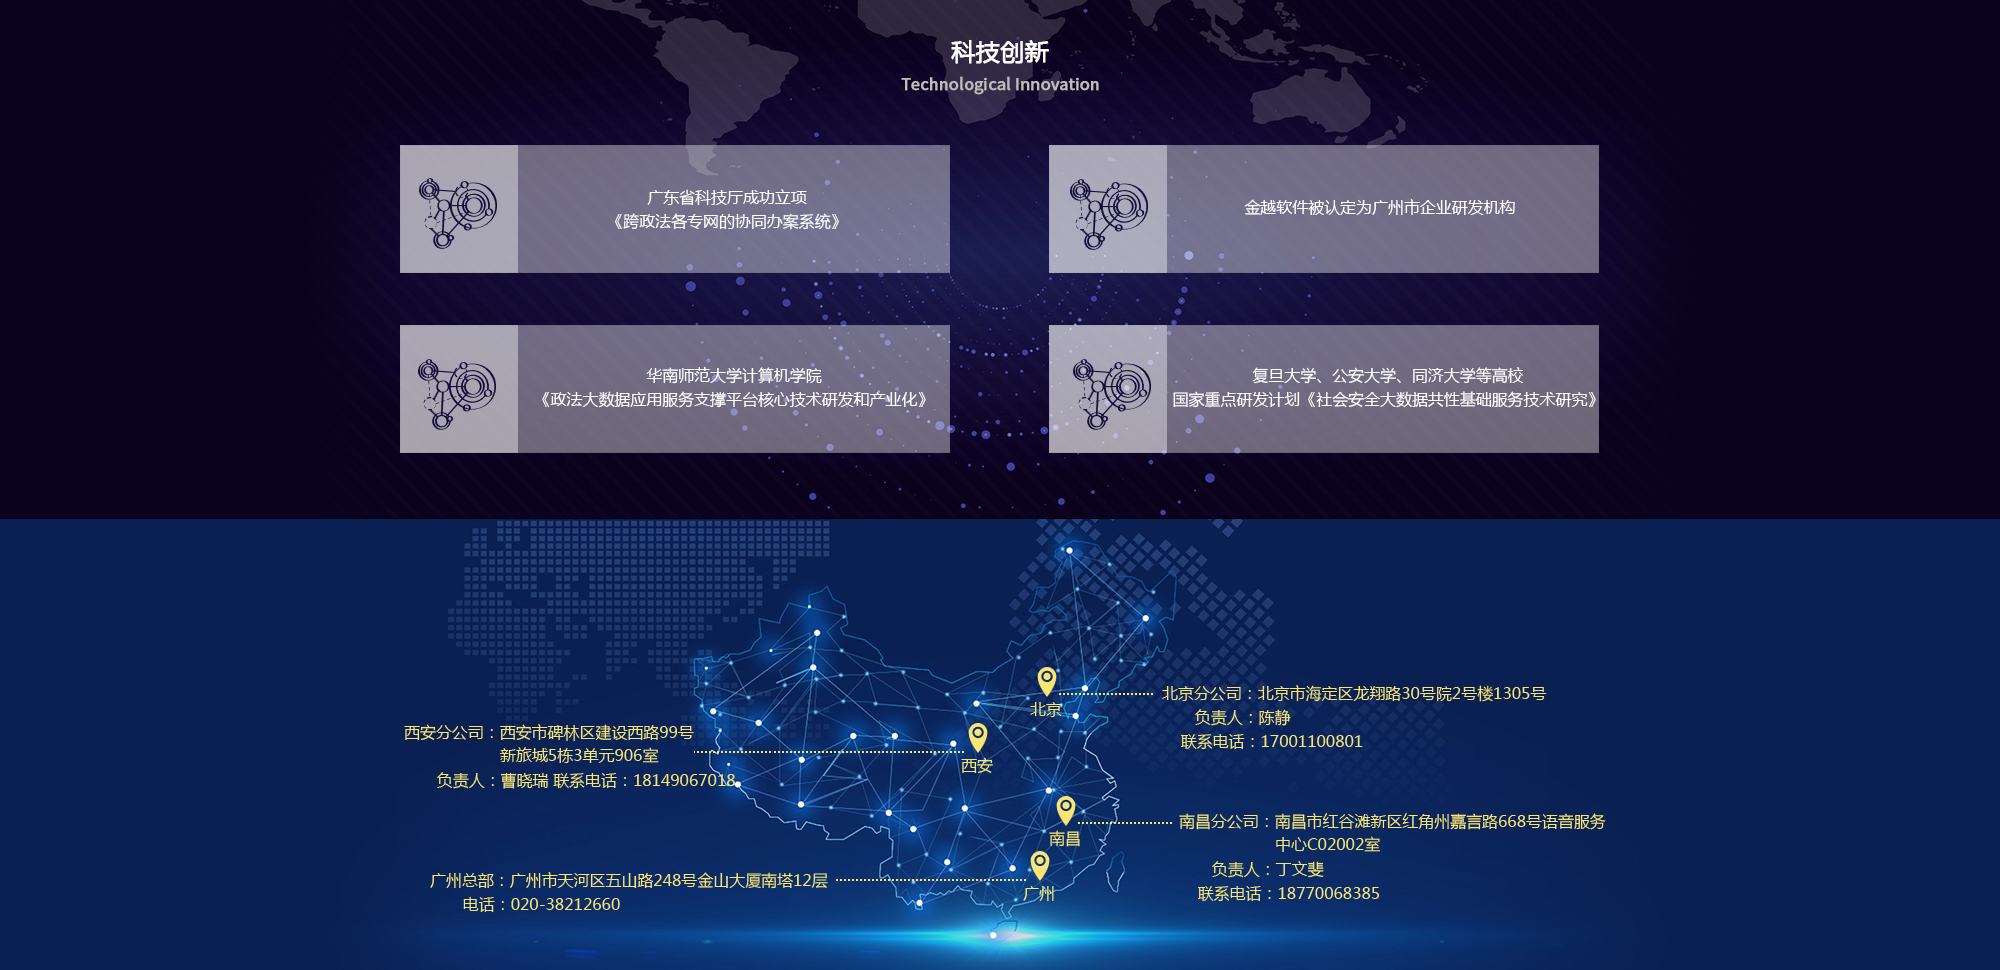 科技创新
Technological Innovation
广东省科技厅成功立项
《跨政法各专网的协同办案系统》
金越软件被认定为广州市企业研发机构
华南师范大学计算机学院
《政法大数据应用服务支撑平台核心技术研发和产业化》
复旦大学、公安大学、同济大学等高校
国家重点研发计划《社会安全大数据共性基础服务技术研究》
北京
北京分公司：北京市海定区龙翔路30号院2号楼1305号
负责人：陈静
联系电话：17001100801
西安分公司：西安市碑林区建设西路99号
新旅城5栋3单元906室
负责人：曹晓瑞 联系电话：18149067018
西安
南昌
南昌分公司：南昌市红谷滩新区红角州嘉言路668号语音服务
中心C02002室
负责人：丁文斐
联系电话：18770068385
广州总部：广州市天河区五山路248号金山大厦南塔12层
电话：020-38212660
广州